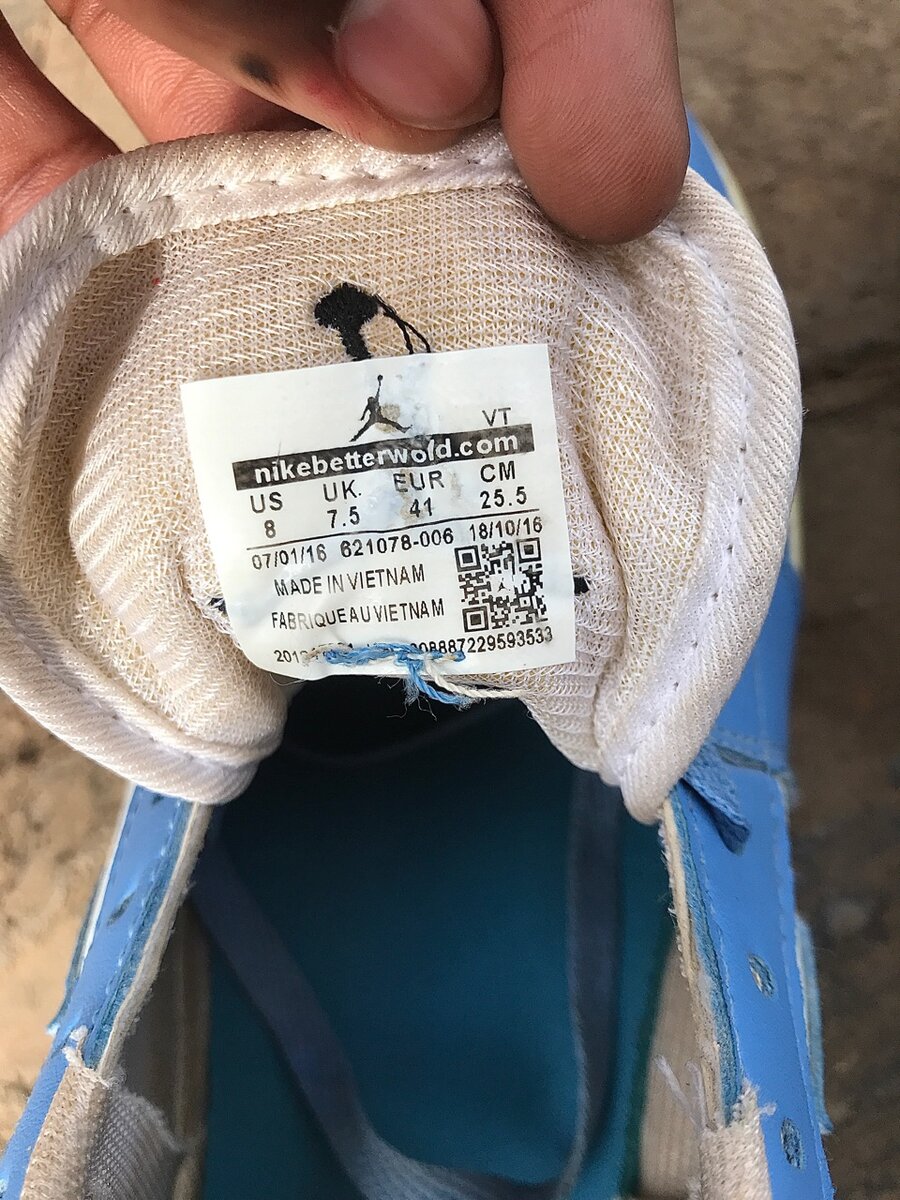 VT
nikebetterwold.com
US UK. EUR CM
8 7.5 41 25.5
07/01/16 621078-006 18/10/16
MADE IN VIETNAM
FABRIQUE AU VIETNAM